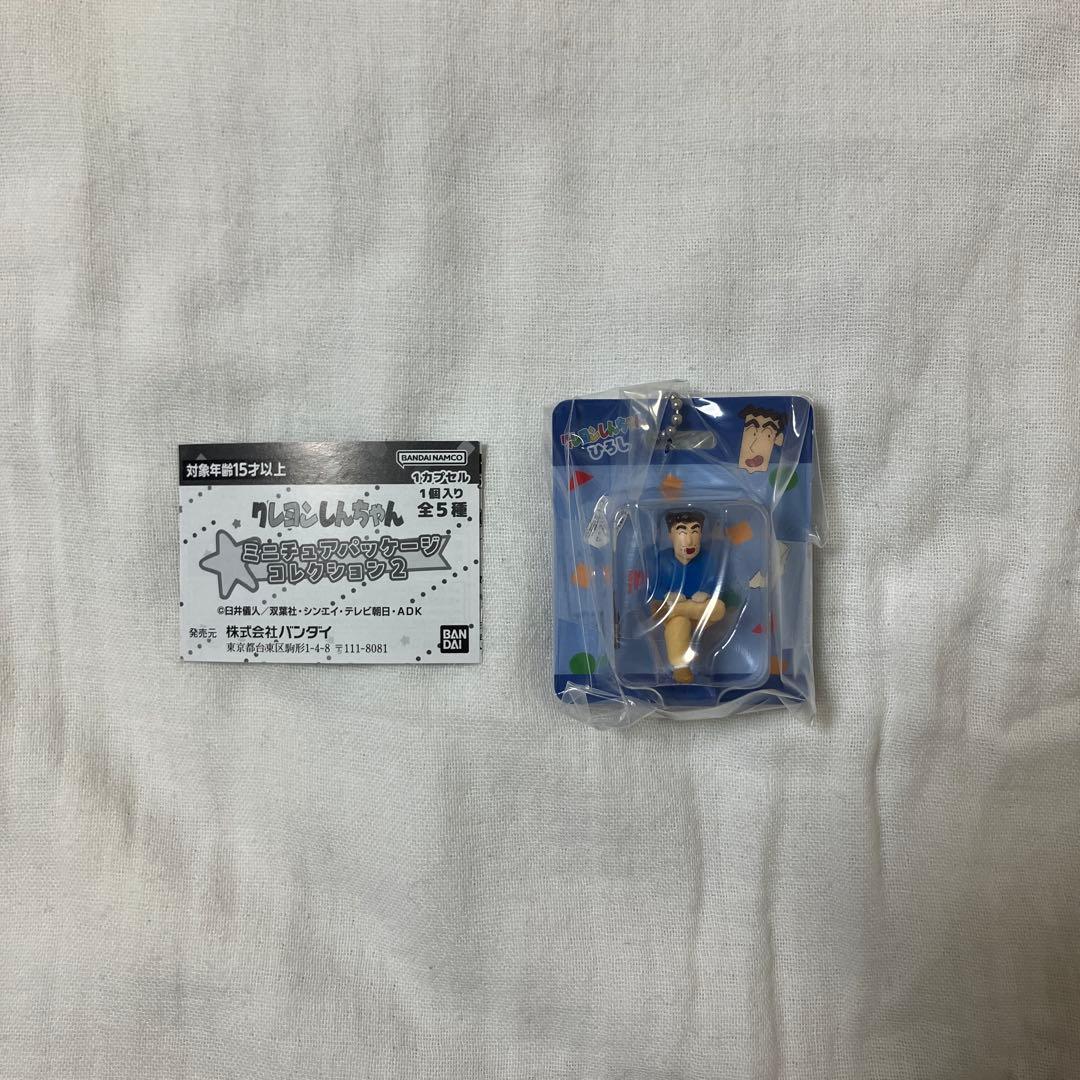 対象年齢15才以上
BANDAI NAMCO
1カプセル
1個入り
全5種
クレヨンしんちゃん
ミニチュアパッケージ
コレクション2
©臼井儀人/双葉社・シンエイ・テレビ朝日・ADK
発売元 株式会社バンダイ
東京都台東区駒形1-4-8 〒111-8081
BAN
DAI
クレヨンしんちゃん
ひろし